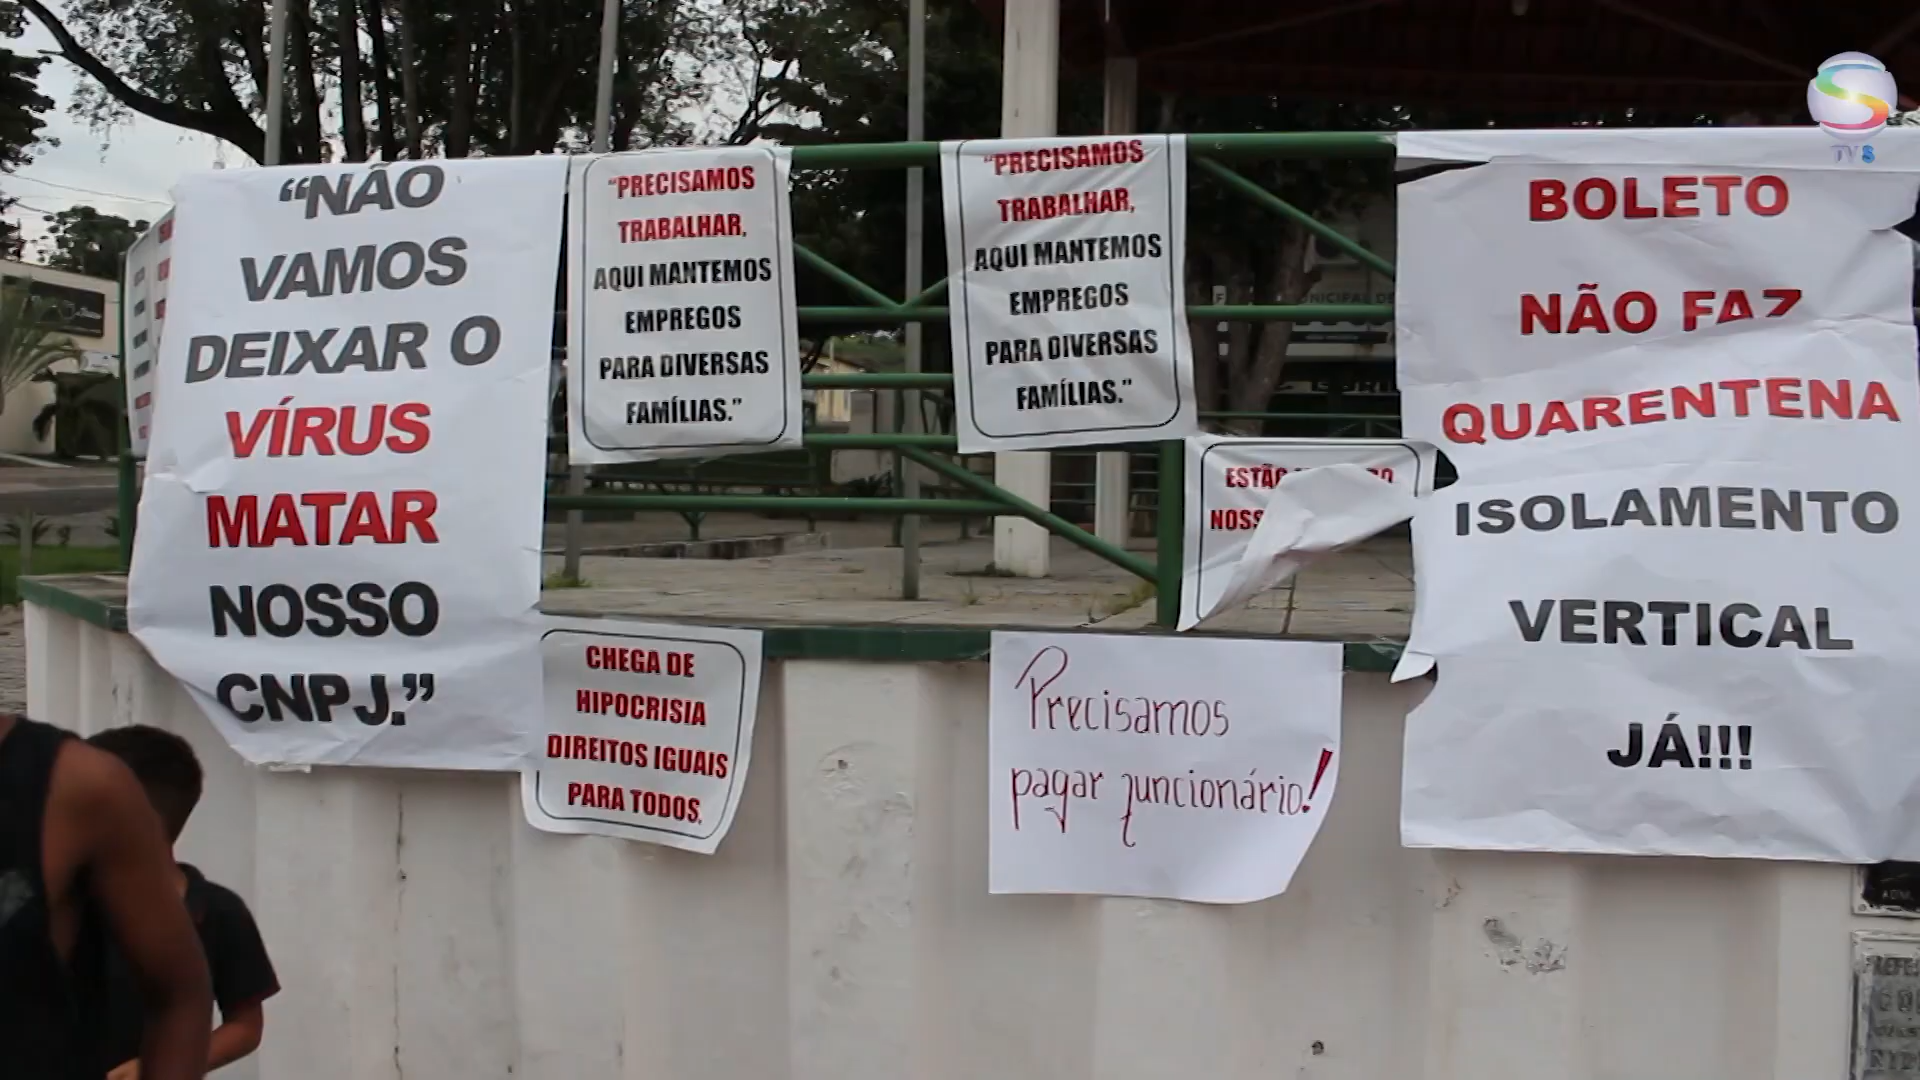 “NÃO
VAMOS
DEIXAR O
VÍRUS
MATAR
NOSSO
CNPJ.”
“PRECISAMOS
TRABALHAR,
AQUI MANTEMOS
EMPREGOS
PARA DIVERSAS
FAMÍLIAS.”
“PRECISAMOS
TRABALHAR,
AQUI MANTEMOS
EMPREGOS
PARA DIVERSAS
FAMÍLIAS.”
CHEGA DE
HIPOCRISIA
DIREITOS IGUAIS
PARA TODOS.
Precisamos
pagar funcionário!
BOLETO
NÃO FAZ
QUARENTENA
ISOLAMENTO
VERTICAL
JÁ!!!
TVS